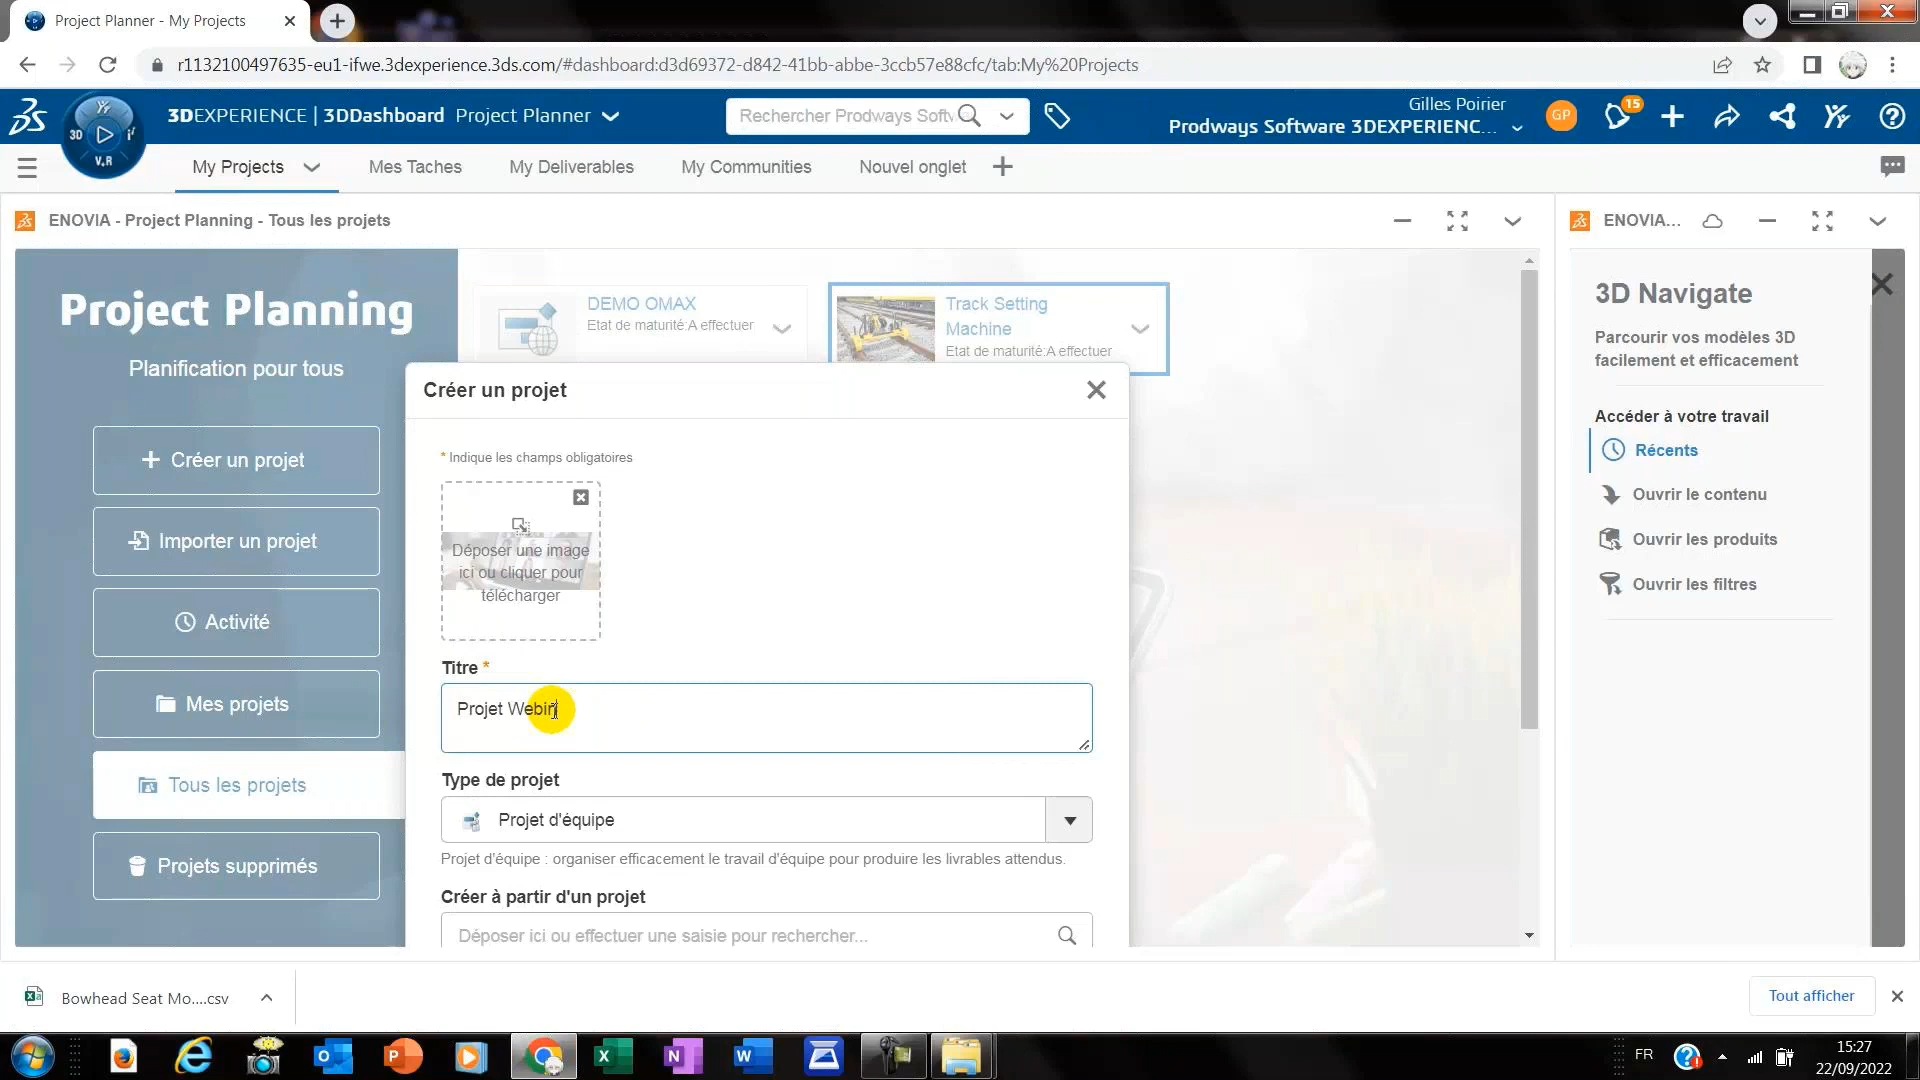 Project Planner - My Projects
r1132100497635-eu1-ifwe.3dexperience.3ds.com/#dashboard:d3d69372-d842-41bb-abbe-3ccb57e88cfc/tab:My%20Projects
3DEXPERIENCE | 3DDashboard Project Planner
Rechercher Prodways Softv
Gilles Poirier
Prodways Software 3DEXPERIENC...
GP
15
3D
V.R
My Projects
Mes Taches
My Deliverables
My Communities
Nouvel onglet
ENOVIA - Project Planning - Tous les projets
ENOVIA...
Project Planning
Planification pour tous
Créer un projet
Importer un projet
Activité
Mes projets
Tous les projets
Projets supprimés
DEMO OMAX
Etat de maturité:A effectuer
Track Setting
Machine
Etat de maturité:A effectuer
Créer un projet
* Indique les champs obligatoires
Déposer une image
ici ou cliquer pour
télécharger
Titre *
Projet Webin
Type de projet
Projet d'équipe
Projet d'équipe : organiser efficacement le travail d'équipe pour produire les livrables attendus.
Créer à partir d'un projet
Déposer ici ou effectuer une saisie pour rechercher...
3D Navigate
Parcourir vos modèles 3D
facilement et efficacement
Accéder à votre travail
Récents
Ouvrir le contenu
Ouvrir les produits
Ouvrir les filtres
Bowhead Seat Mo....csv
Tout afficher
FR
15:27
22/09/2022